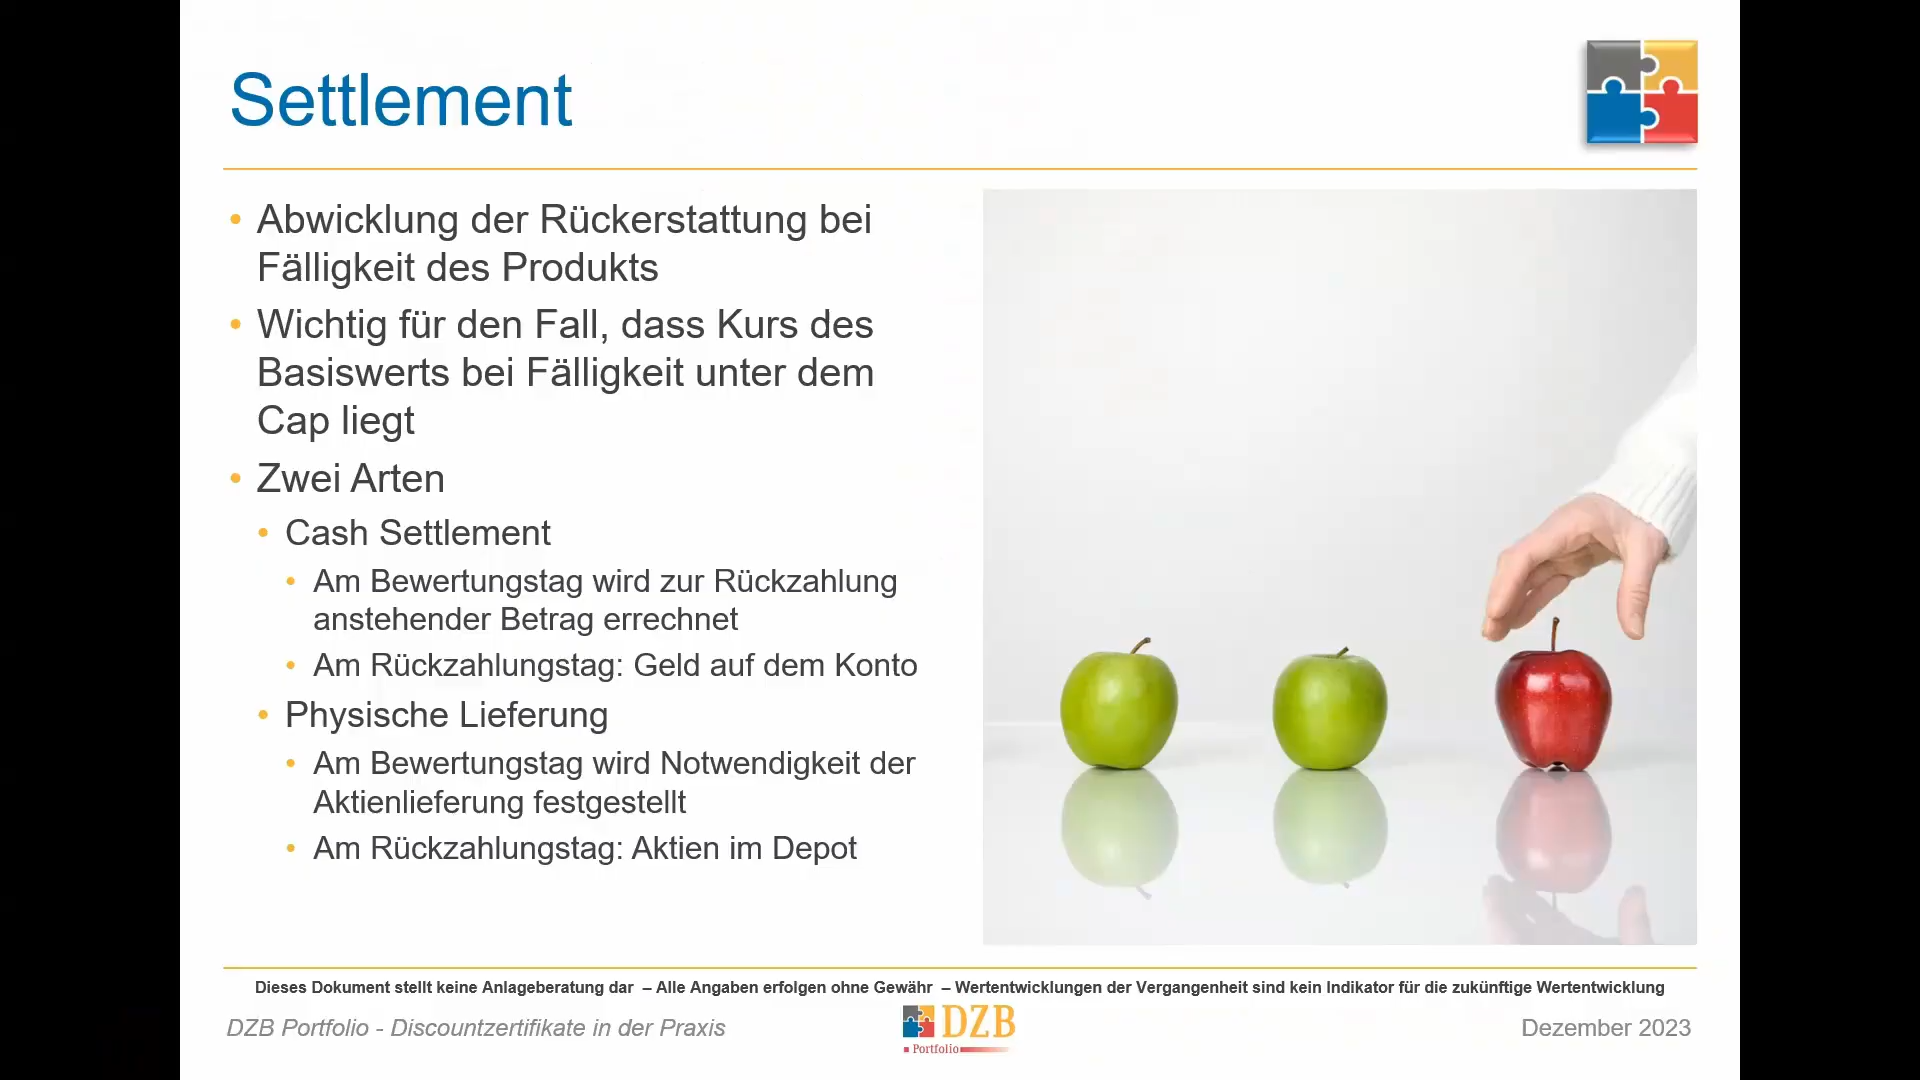 Settlement
• Abwicklung der Rückerstattung bei
Fälligkeit des Produkts
• Wichtig für den Fall, dass Kurs des
Basiswerts bei Fälligkeit unter dem
Cap liegt
• Zwei Arten
• Cash Settlement
• Am Bewertungstag wird zur Rückzahlung
anstehender Betrag errechnet
• Am Rückzahlungstag: Geld auf dem Konto
• Physische Lieferung
• Am Bewertungstag wird Notwendigkeit der
Aktienlieferung festgestellt
• Am Rückzahlungstag: Aktien im Depot
Dieses Dokument stellt keine Anlageberatung dar – Alle Angaben erfolgen ohne Gewähr – Wertentwicklungen der Vergangenheit sind kein Indikator für die zukünftige Wertentwicklung
DZB Portfolio - Discountzertifikate in der Praxis
DZB
Portfolio
Dezember 2023